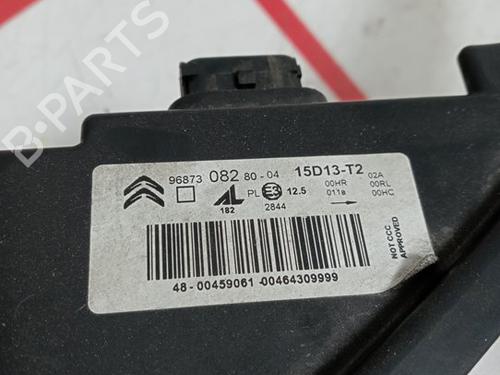 96873 082 80-04 15D13-T2
02A
00HR 00RL
011a 00HC
AL PL E3 12.5
182 2844
NOT CCC
APPROVED
48-00459061-00464309999
B-PARTS